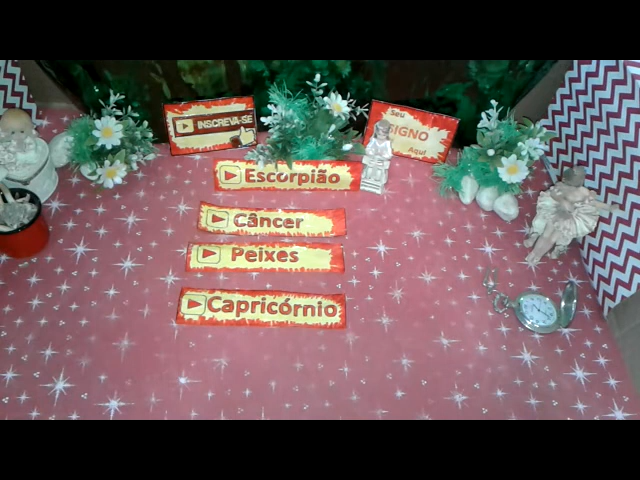 INSCREVA-SE
Seu
SIGNO
Aqui
Escorpião
Câncer
Peixes
Capricórnio